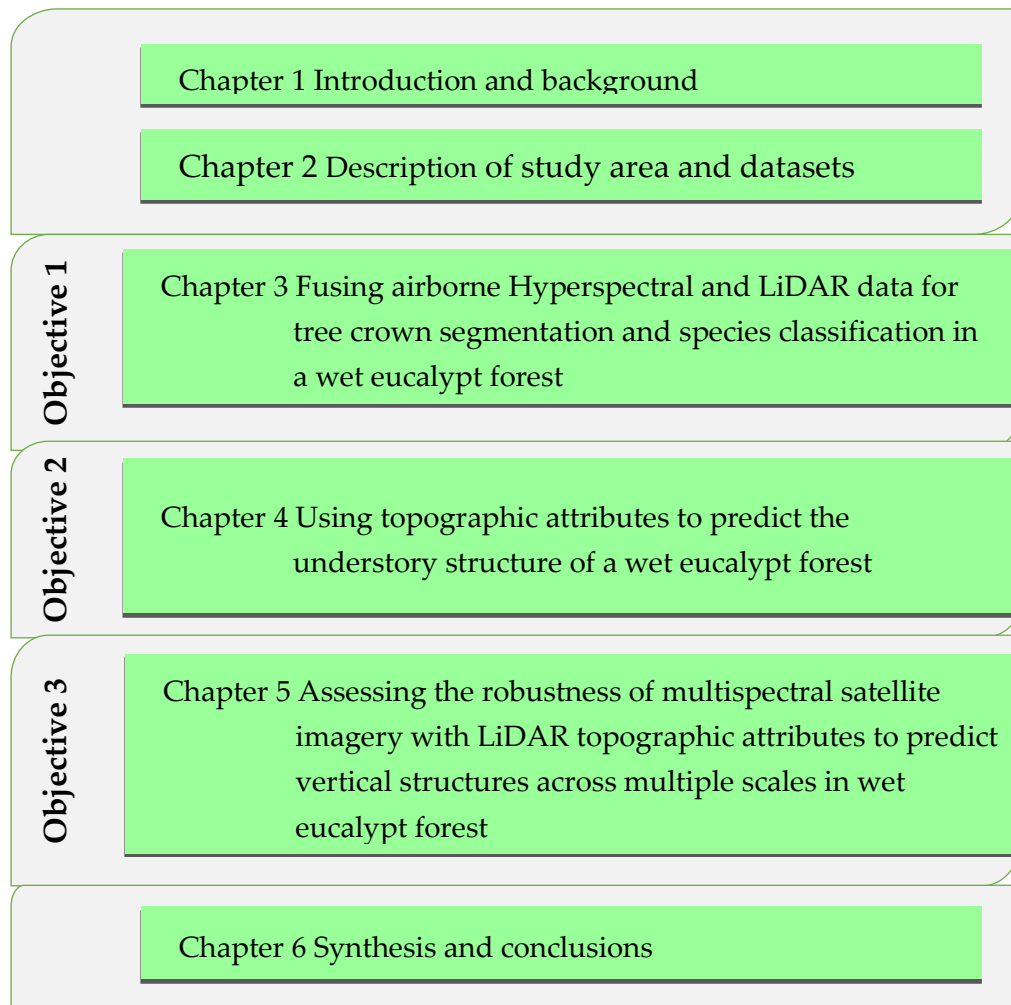 Chapter 1 Introduction and background
Chapter 2 Description of study area and datasets
Objective 1
Chapter 3 Fusing airborne Hyperspectral and LiDAR data for
tree crown segmentation and species classification in
a wet eucalypt forest
Objective 2
Chapter 4 Using topographic attributes to predict the
understory structure of a wet eucalypt forest
Objective 3
Chapter 5 Assessing the robustness of multispectral satellite
imagery with LiDAR topographic attributes to predict
vertical structures across multiple scales in wet
eucalypt forest
Chapter 6 Synthesis and conclusions